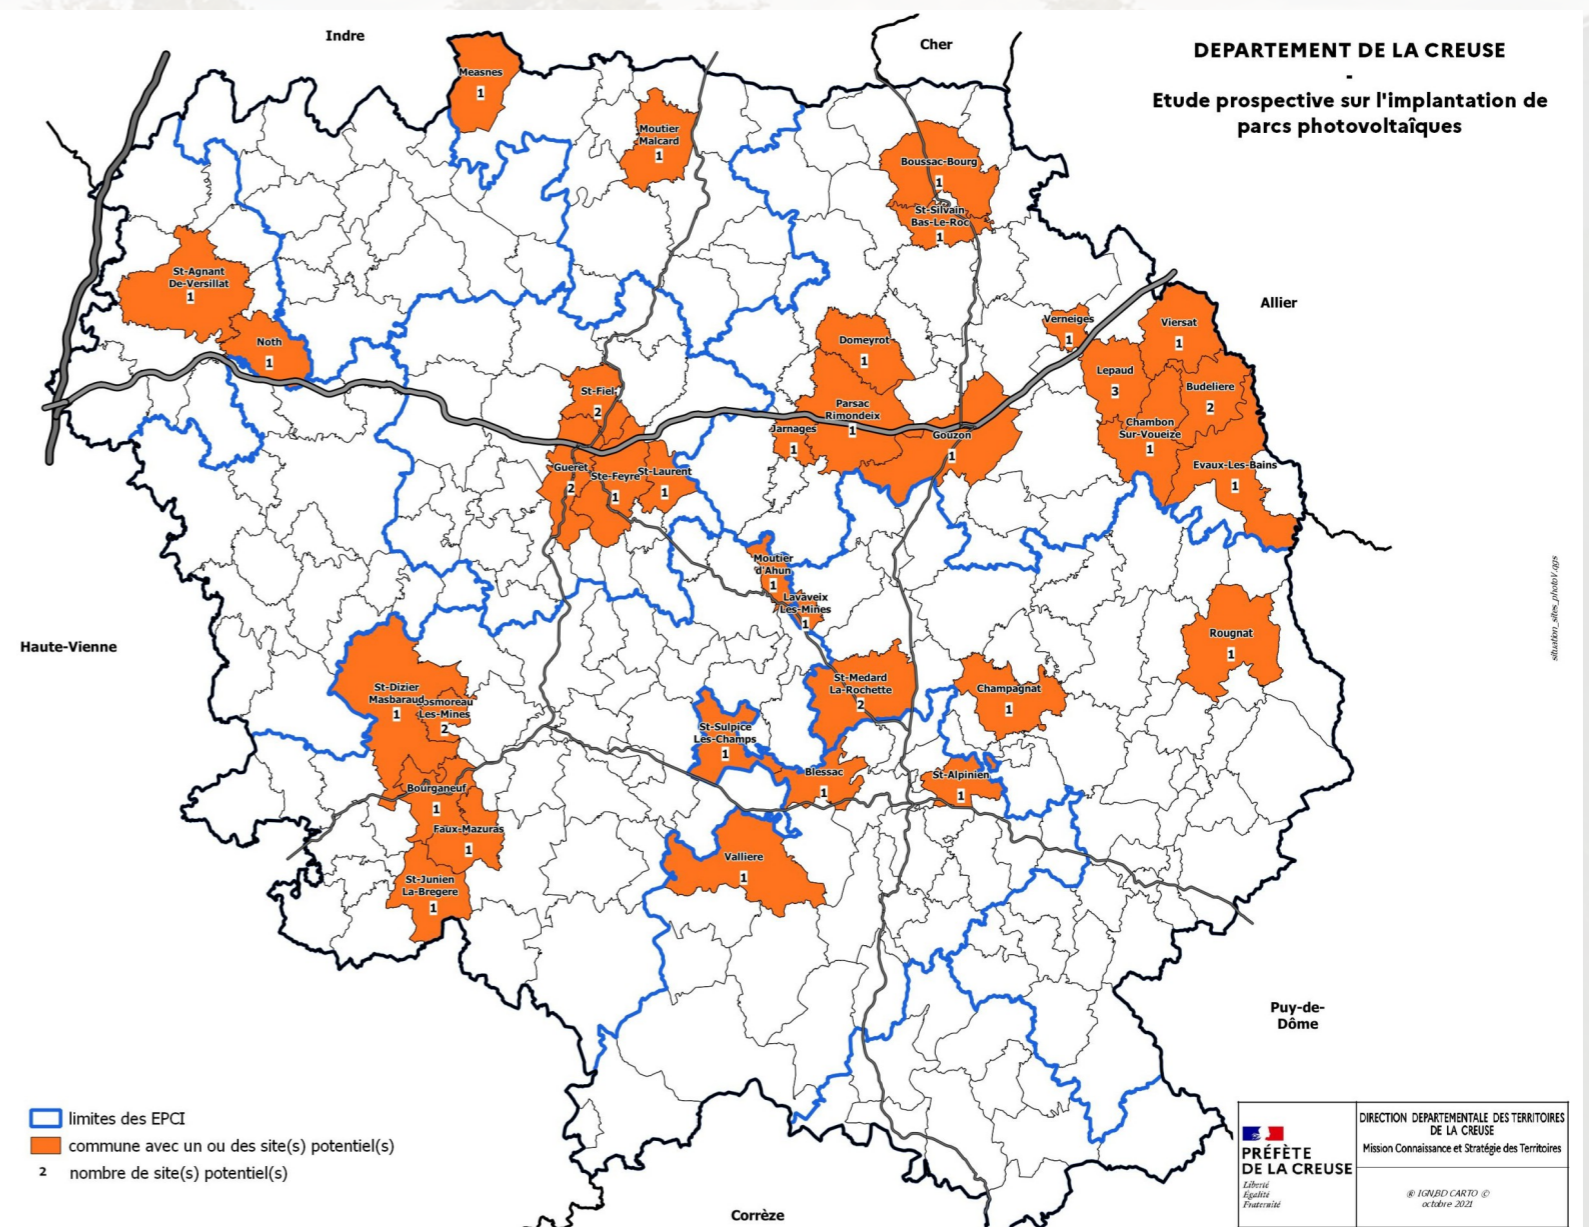 Indre
Cher
DEPARTEMENT DE LA CREUSE
-
Etude prospective sur l'implantation de
parcs photovoltaîques
Measnes
1
Moutier
Malcard
1
Boussac-Bourg
1
St-Silvain
Bas-Le-Roc
1
St-Agnant
De-Versillat
1
Noth
1
Allier
Verneiges
1
Viersat
1
Domeyrot
1
Lepaud
3
Budeliere
2
St-Fiel
2
Parsac
Rimondeix
1
Jarnages
1
Gouzon
1
Chambon
Sur-Voueize
1
Evaux-Les-Bains
1
Gueret
2
Ste-Feyre
1
St-Laurent
1
Moutier
d'Ahun
1
Lavaveix
Les-Mines
1
situation_sites_photoV.qgs
Haute-Vienne
Rougnat
1
St-Dizier
Masbaraud
1
Bosmoreau
Les-Mines
2
St-Medard
La-Rochette
2
Champagnat
1
St-Sulpice
Les-Champs
1
Blessac
1
St-Alpinien
1
Bourganeuf
1
Faux-Mazuras
1
Valliere
1
St-Junien
La-Bregere
1
Puy-de-
Dôme
limites des EPCI
commune avec un ou des site(s) potentiel(s)
2 nombre de site(s) potentiel(s)
Corrèze
PRÉFÈTE
DE LA CREUSE
Liberté
Égalité
Fraternité
DIRECTION DEPARTEMENTALE DES TERRITOIRES
DE LA CREUSE
Mission Connaissance et Stratégie des Territoires
® IGN,BD CARTO ©
octobre 2021